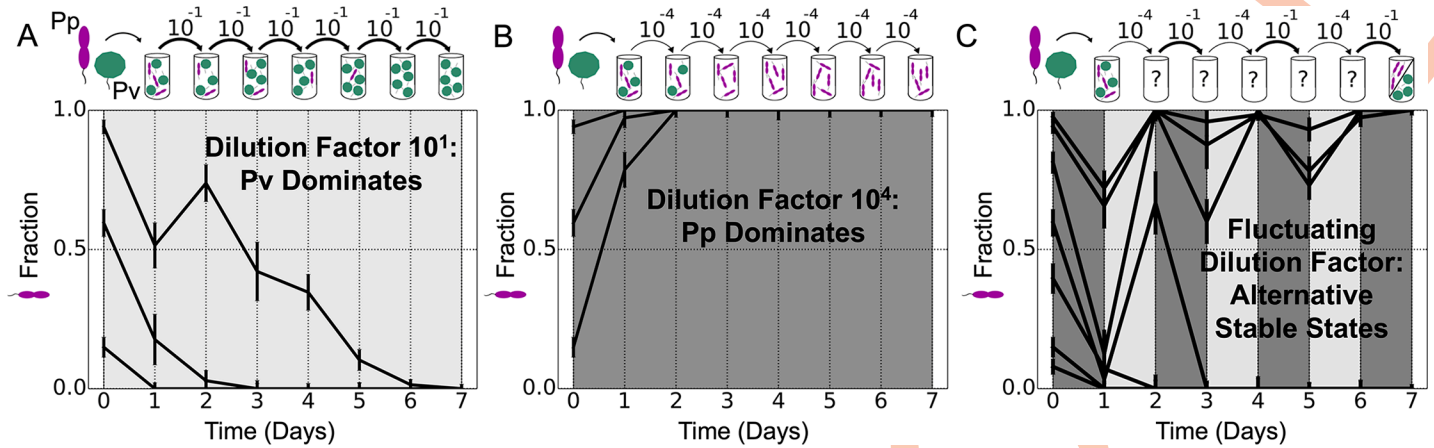 A
Pp
Pv
10⁻¹ 10⁻¹ 10⁻¹ 10⁻¹ 10⁻¹ 10⁻¹
Dilution Factor 10¹:
Pv Dominates
1.0
0.5
0.0
Fraction
0 1 2 3 4 5 6 7
Time (Days)
B
10⁻⁴ 10⁻⁴ 10⁻⁴ 10⁻⁴ 10⁻⁴ 10⁻⁴
Dilution Factor 10⁴:
Pp Dominates
1.0
0.5
0.0
Fraction
0 1 2 3 4 5 6 7
Time (Days)
C
10⁻⁴ 10⁻¹ 10⁻⁴ 10⁻¹ 10⁻⁴ 10⁻¹
? ? ? ? ?
Fluctuating
Dilution Factor:
Alternative
Stable States
1.0
0.5
0.0
Fraction
0 1 2 3 4 5 6 7
Time (Days)